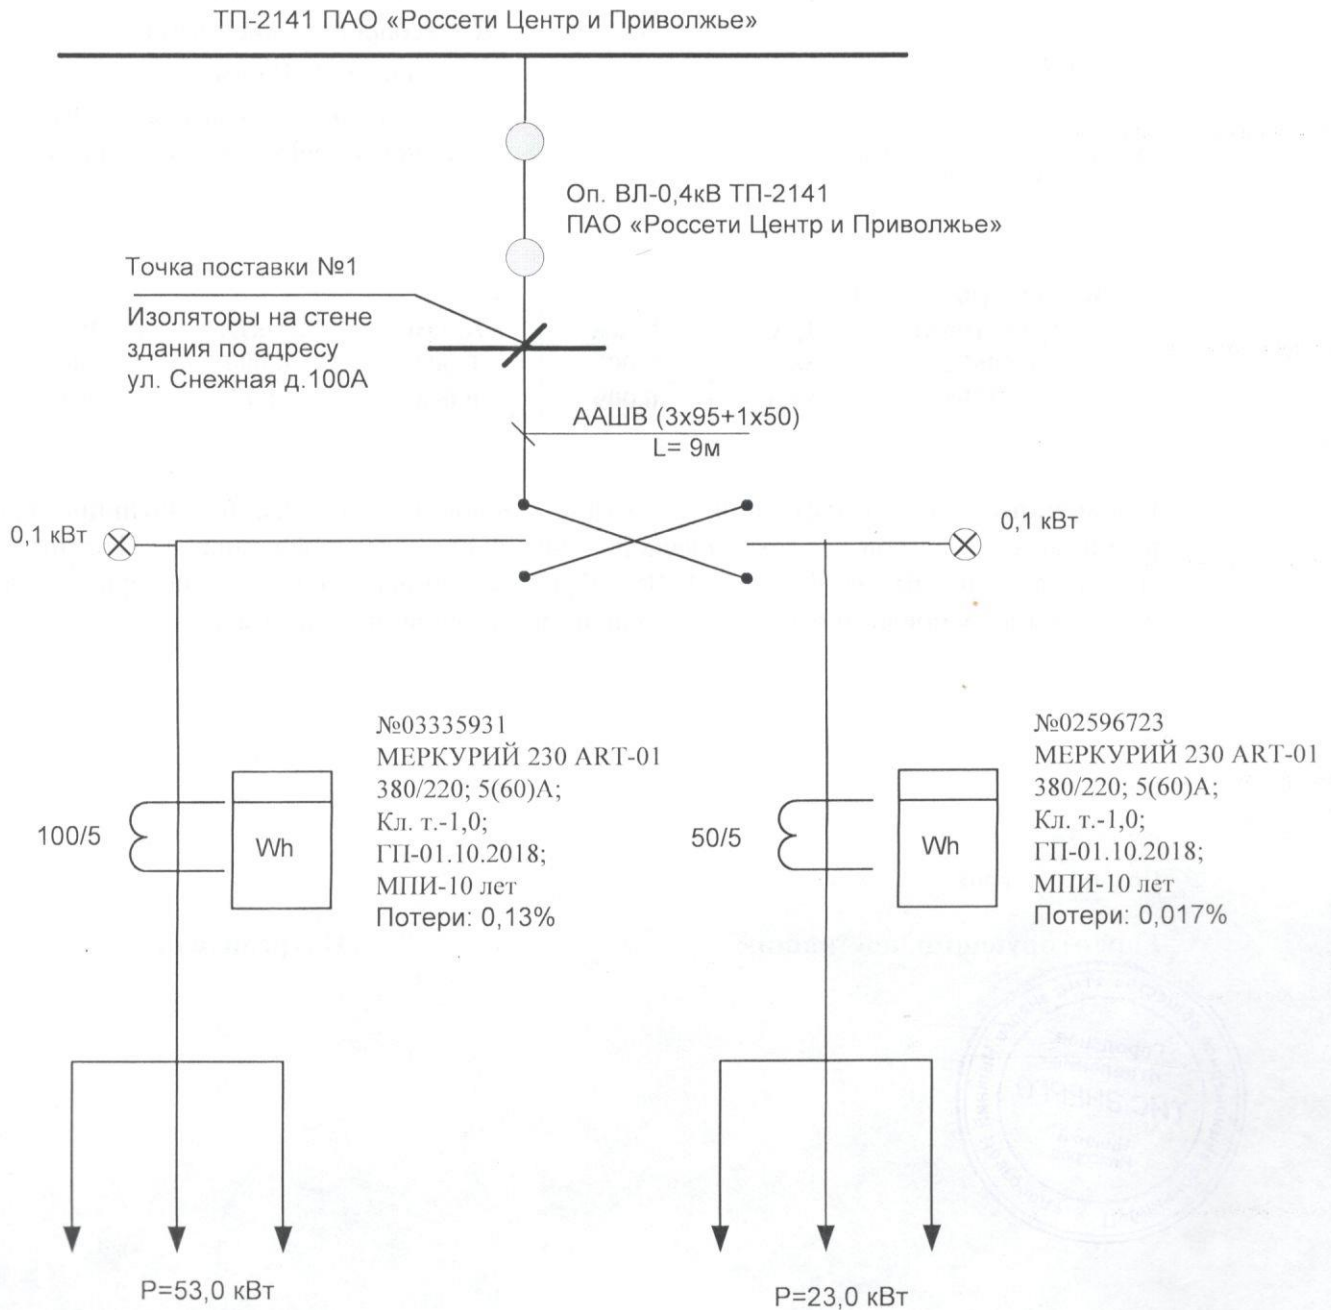 ТП-2141 ПАО «Россети Центр и Приволжье»
Оп. ВЛ-0,4кВ ТП-2141
ПАО «Россети Центр и Приволжье»
Точка поставки №1
Изоляторы на стене
здания по адресу
ул. Снежная д.100А
ААШВ (3х95+1х50)
L= 9м
0,1 кВт
0,1 кВт
№03335931
МЕРКУРИЙ 230 ART-01
380/220; 5(60)А;
Кл. т.-1,0;
ГП-01.10.2018;
МПИ-10 лет
Потери: 0,13%
100/5
Wh
№02596723
МЕРКУРИЙ 230 ART-01
380/220; 5(60)А;
Кл. т.-1,0;
ГП-01.10.2018;
МПИ-10 лет
Потери: 0,017%
50/5
Wh
Р=53,0 кВт
Р=23,0 кВт